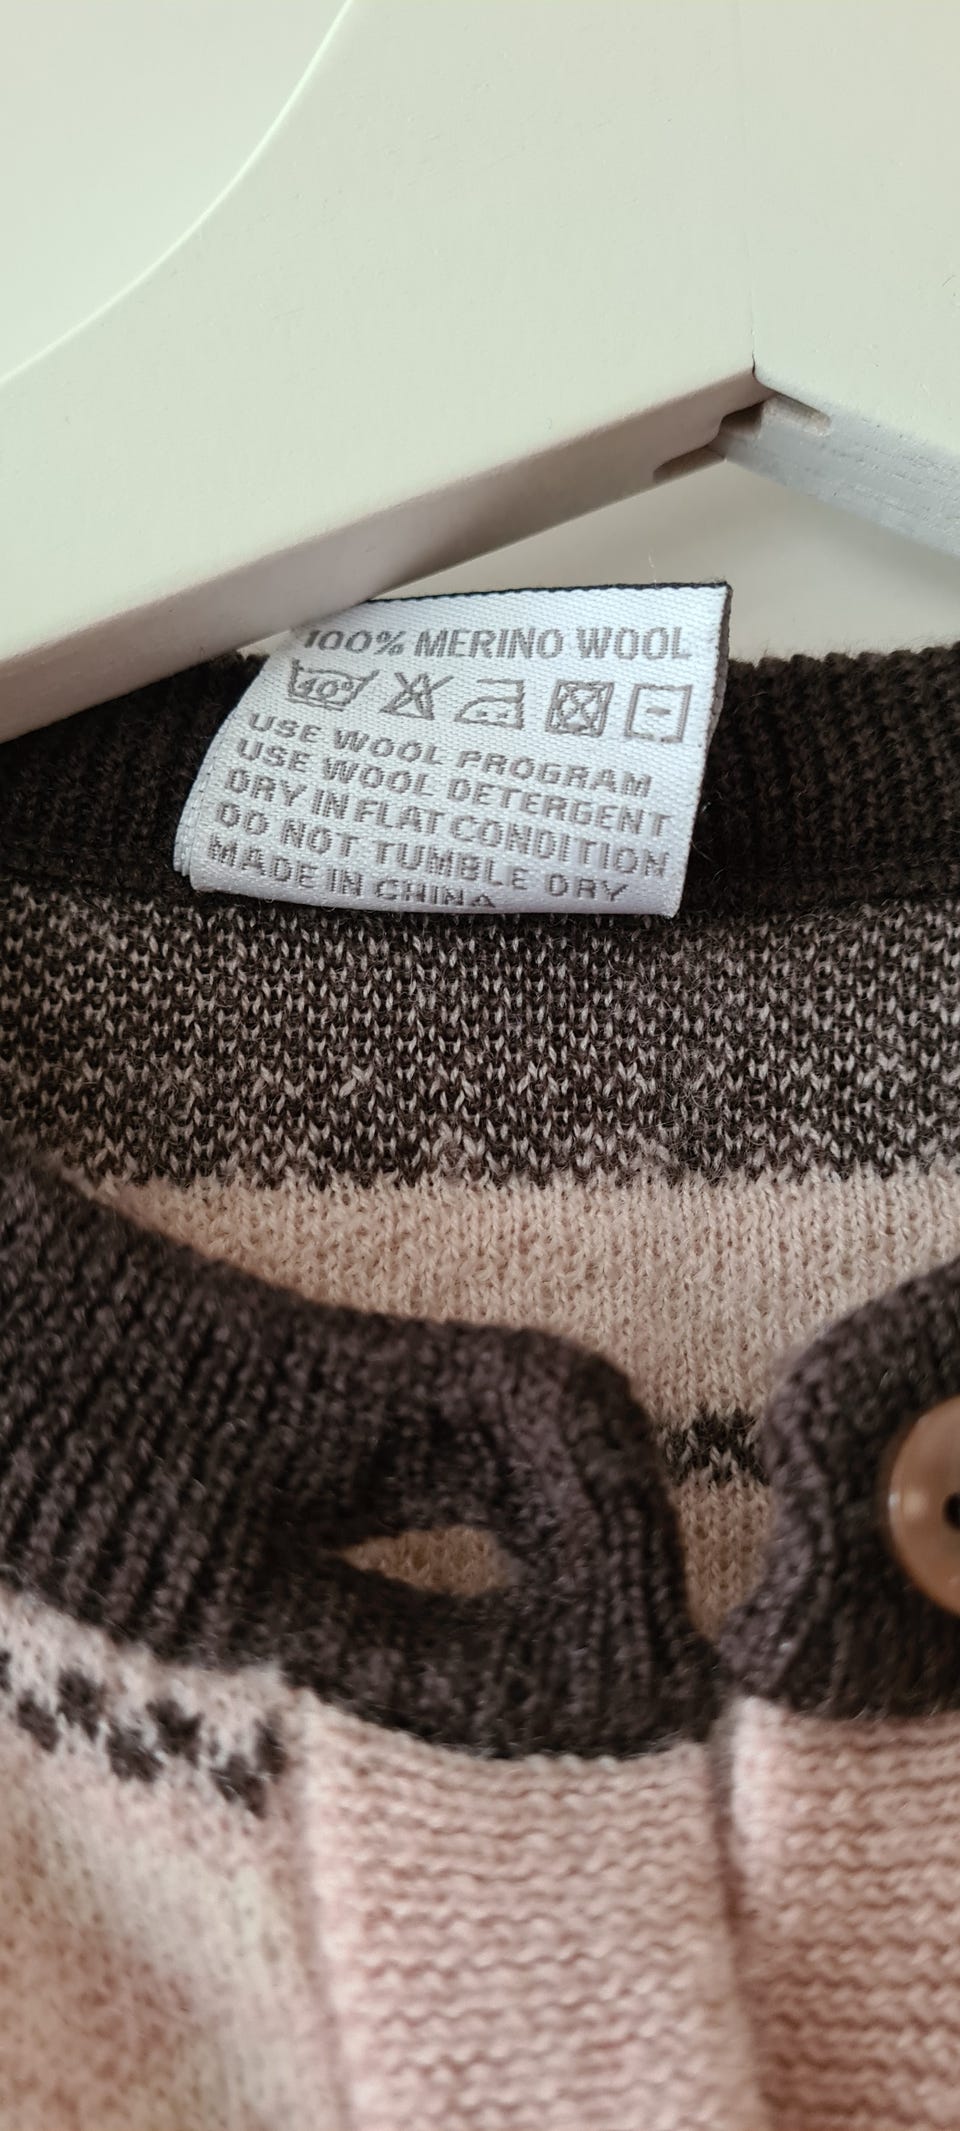 100% MERINO WOOL
40°
USE WOOL PROGRAM
USE WOOL DETERGENT
DRY IN FLAT CONDITION
DO NOT TUMBLE DRY
MADE IN CHINA